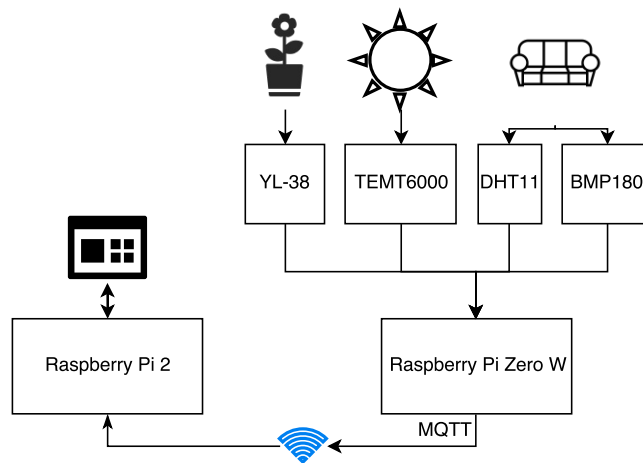 YL-38
TEMT6000
DHT11
BMP180
Raspberry Pi 2
Raspberry Pi Zero W
MQTT